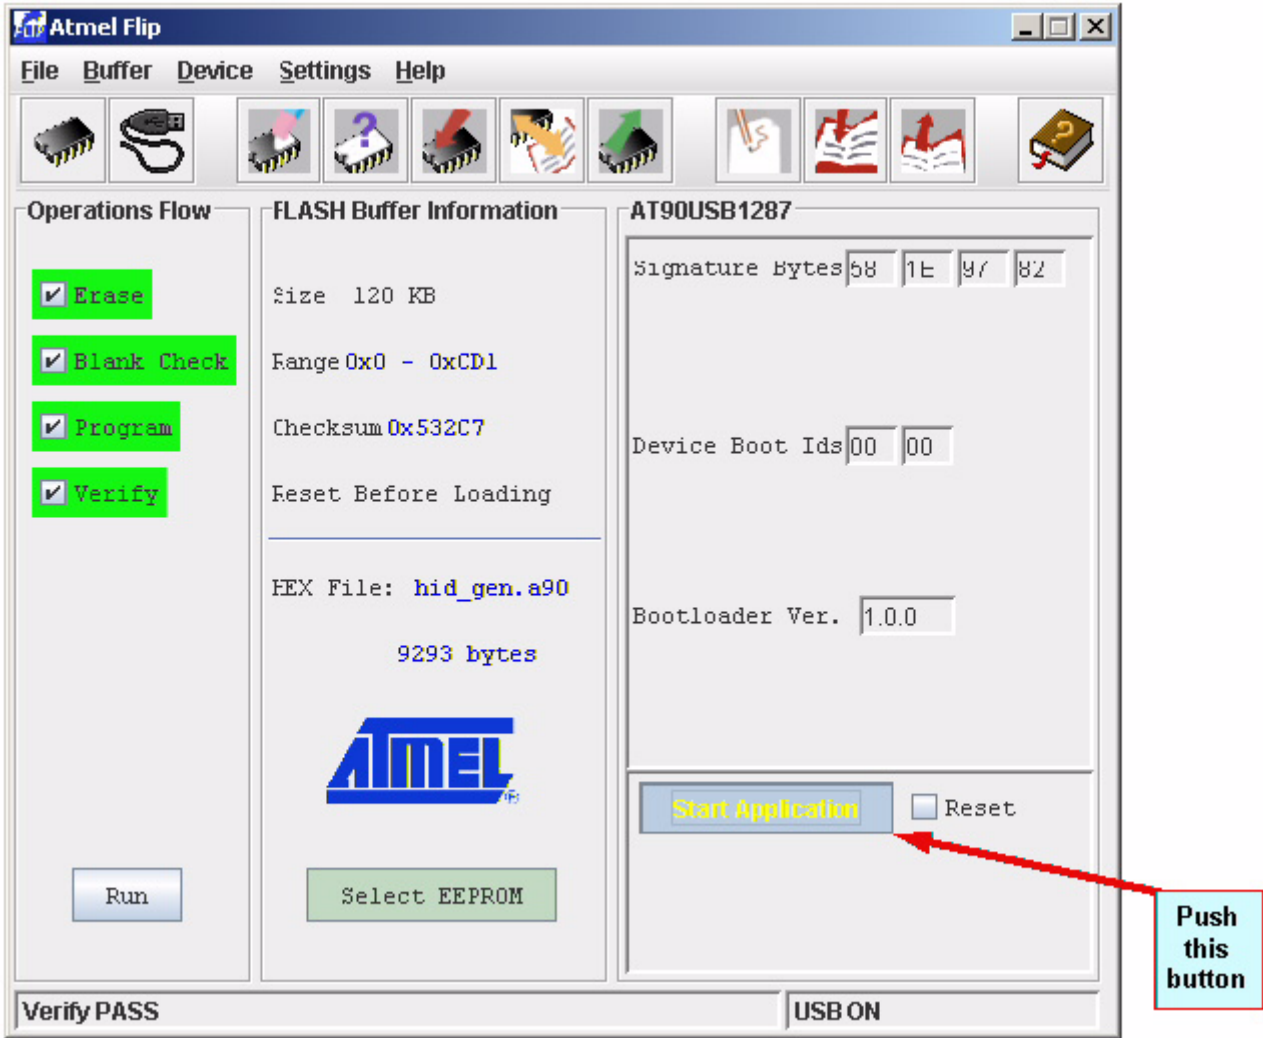 Atmel Flip
File Buffer Device Settings Help
Operations Flow
Erase
Blank Check
Program
Verify
Run
FLASH Buffer Information
Size 120 KB
Range 0x0 - 0xCD1
Checksum 0x532C7
Reset Before Loading
HEX File: hid_gen.a90
9293 bytes
ATMEL®
Select EEPROM
AT90USB1287
Signature Bytes 58 1E 97 82
Device Boot Ids 00 00
Bootloader Ver. 1.0.0
Start Application
Reset
Push
this
button
Verify PASS
USB ON